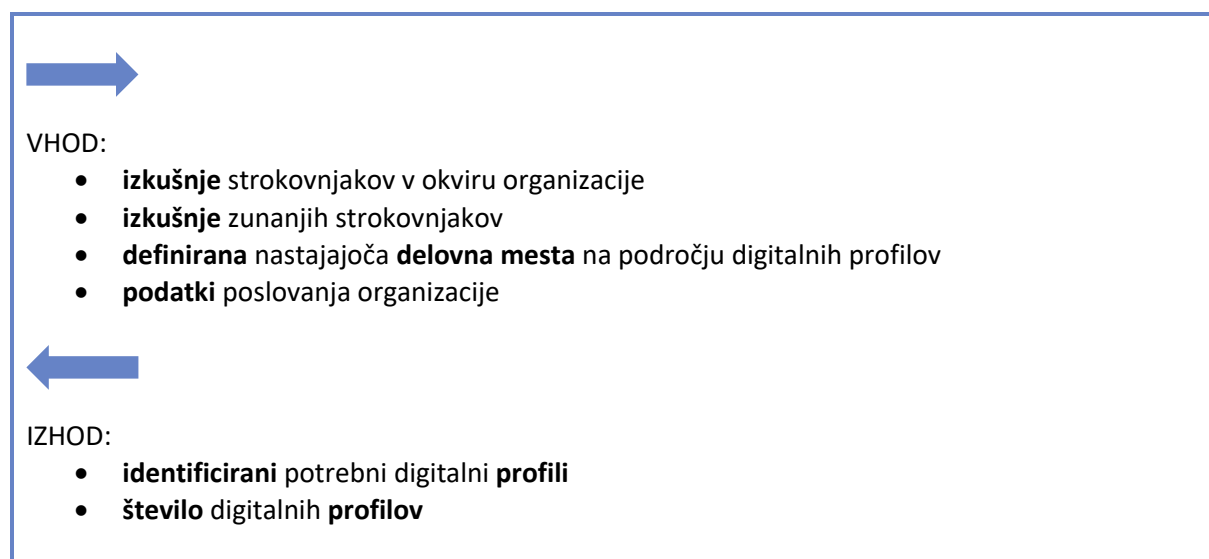 VHOD:
• izkušnje strokovnjakov v okviru organizacije
• izkušnje zunanjih strokovnjakov
• definirana nastajajoča delovna mesta na področju digitalnih profilov
• podatki poslovanja organizacije
IZHOD:
• identificirani potrebni digitalni profili
• število digitalnih profilov